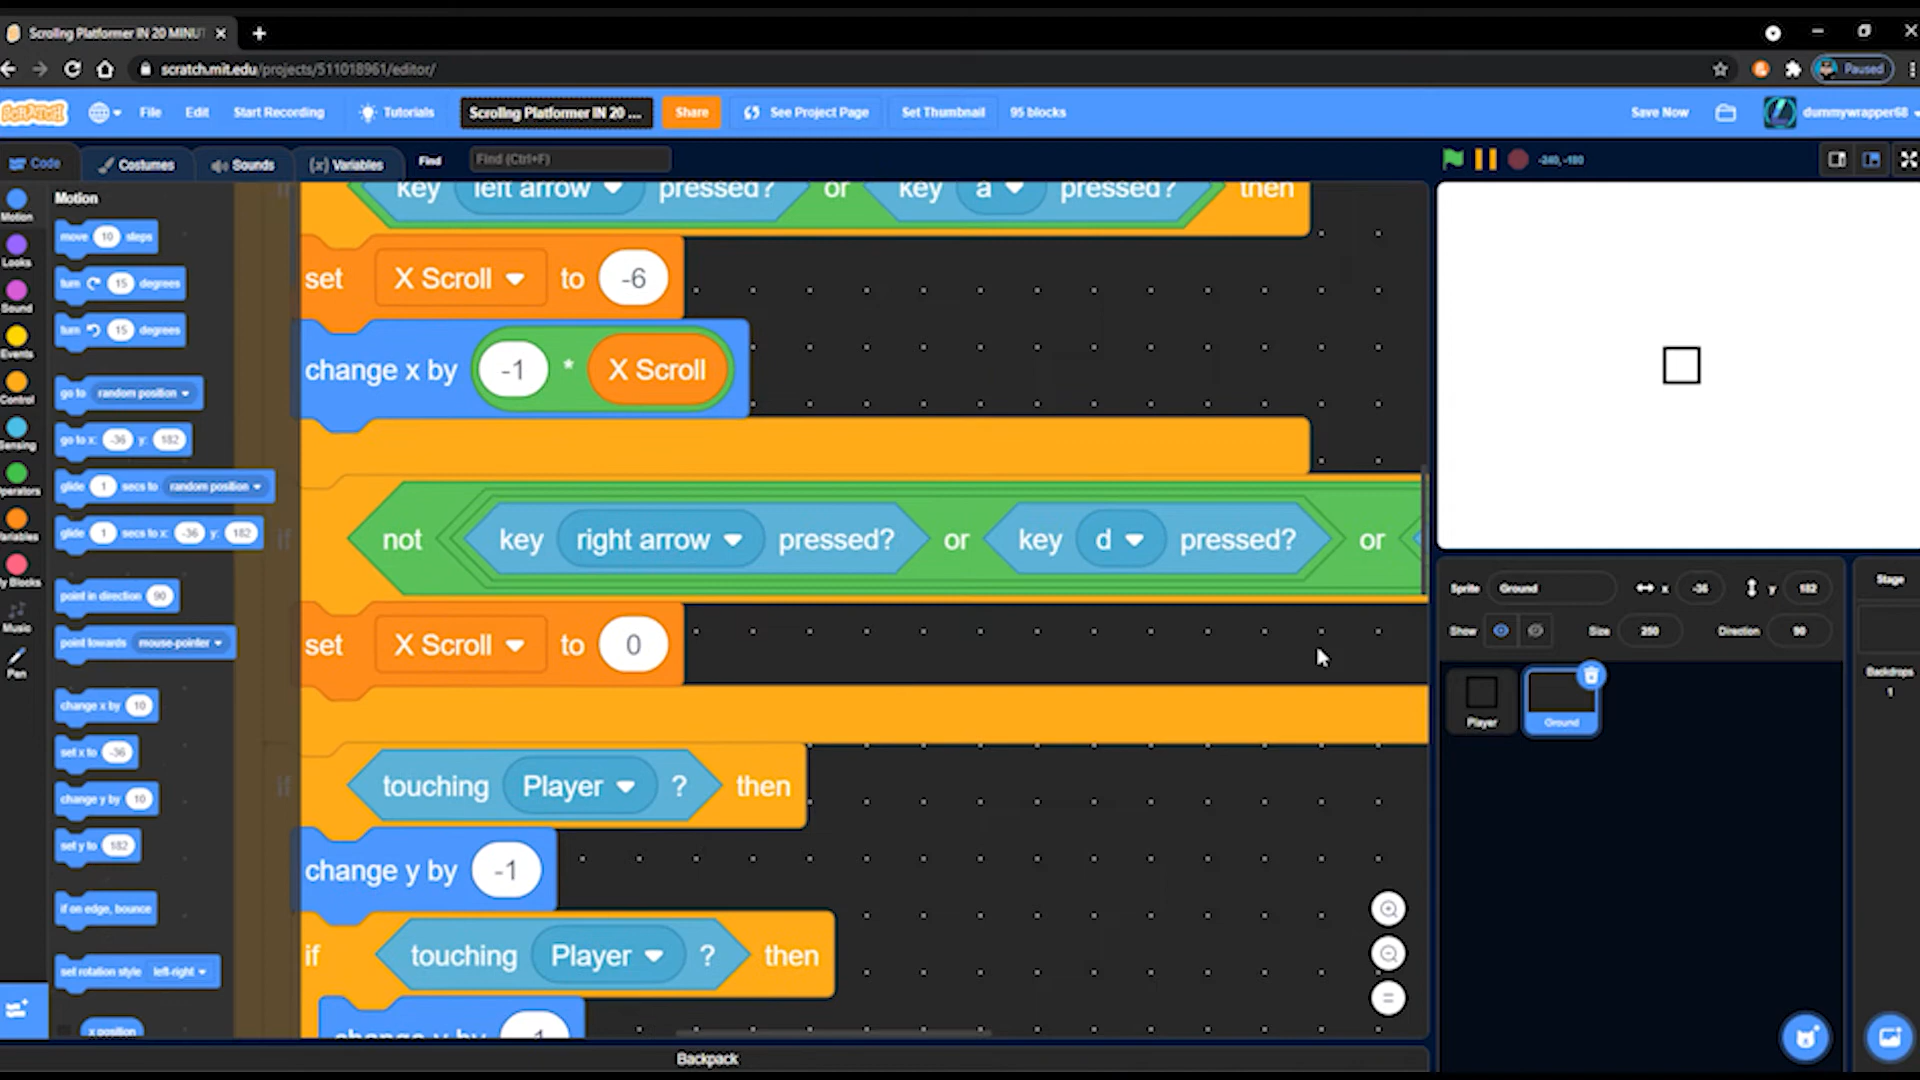 Scrolling Platformer IN 20 MINUT
scratch.mit.edu/projects/511018961/editor/
Paused
SCRATCH
File
Edit
Start Recording
Tutorials
Scrolling Platformer IN 20 ...
Share
See Project Page
Set Thumbnail
95 blocks
Save Now
dummywrapper68
Code
Costumes
Sounds
(x) Variables
Find
Find (Ctrl+F)
-240, -180
Motion
Looks
Sound
Events
Control
Sensing
Operators
Variables
My Blocks
Music
Pen
Motion
move 10 steps
turn 15 degrees
turn 15 degrees
go to random position
go to x: -36 y: 182
glide 1 secs to random position
glide 1 secs to x: -36 y: 182
point in direction 90
point towards mouse-pointer
change x by 10
set x to -36
change y by 10
set y to 182
if on edge, bounce
set rotation style left-right
x position
key left arrow pressed? or key a pressed? then
set X Scroll to -6
change x by -1 * X Scroll
if not key right arrow pressed? or key d pressed? or
set X Scroll to 0
if touching Player ? then
change y by -1
if touching Player ? then
change y by -1
Backpack
Sprite Ground x -36 y 182
Show Size 250 Direction 90
Player
Ground
Stage
Backdrops
1